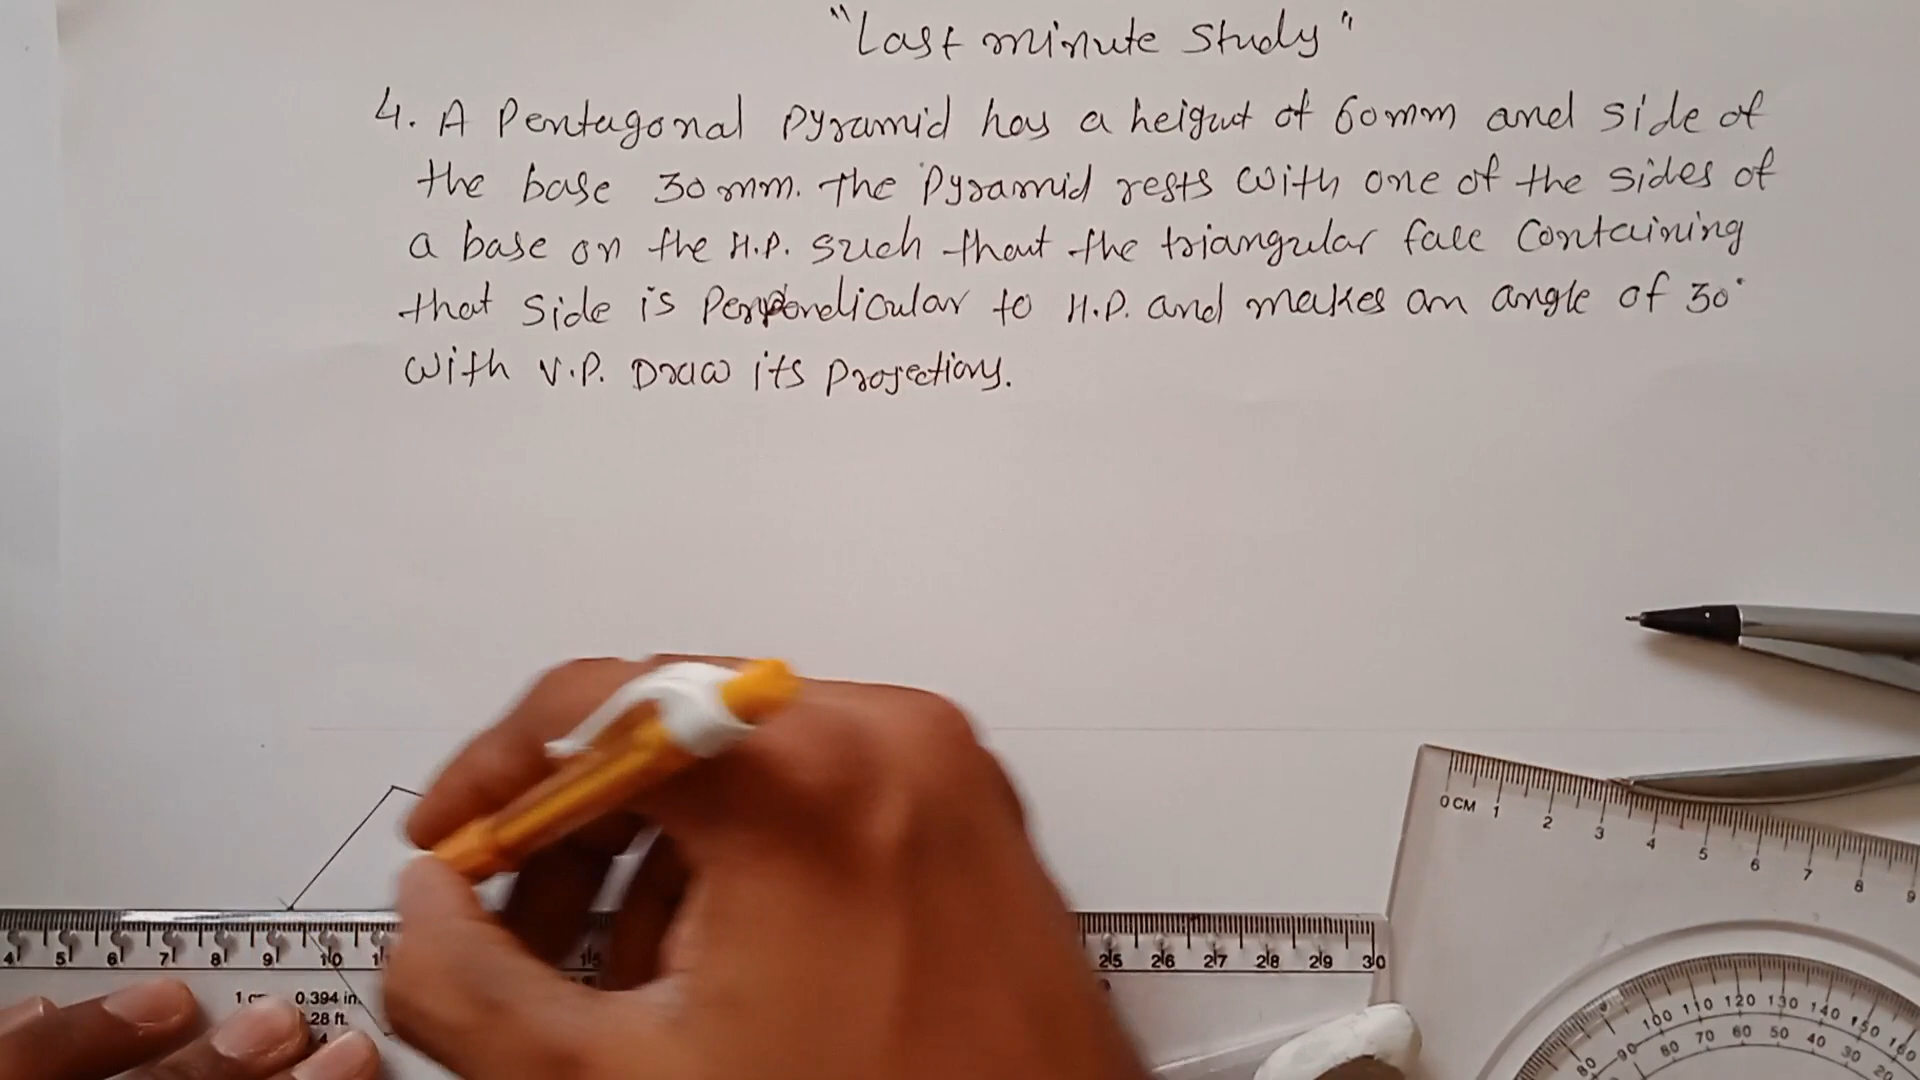 "Last minute study"
4. A Pentagonal pyramid has a height of 60mm and side of
the base 30mm. The Pyramid rests with one of the sides of
a base on the H.P. such that the triangular face Containing
that side is Perpendicular to H.P. and makes an angle of 30°
with V.P. Draw its projections.
0 CM 1 2 3 4 5 6 7 8 9
4 5 6 7 8 9 10 15 25 26 27 28 29 30
0.394 in.
28 ft.
80 90 100 110 120 130 140 150 160
80 70 60 50 40 30 20